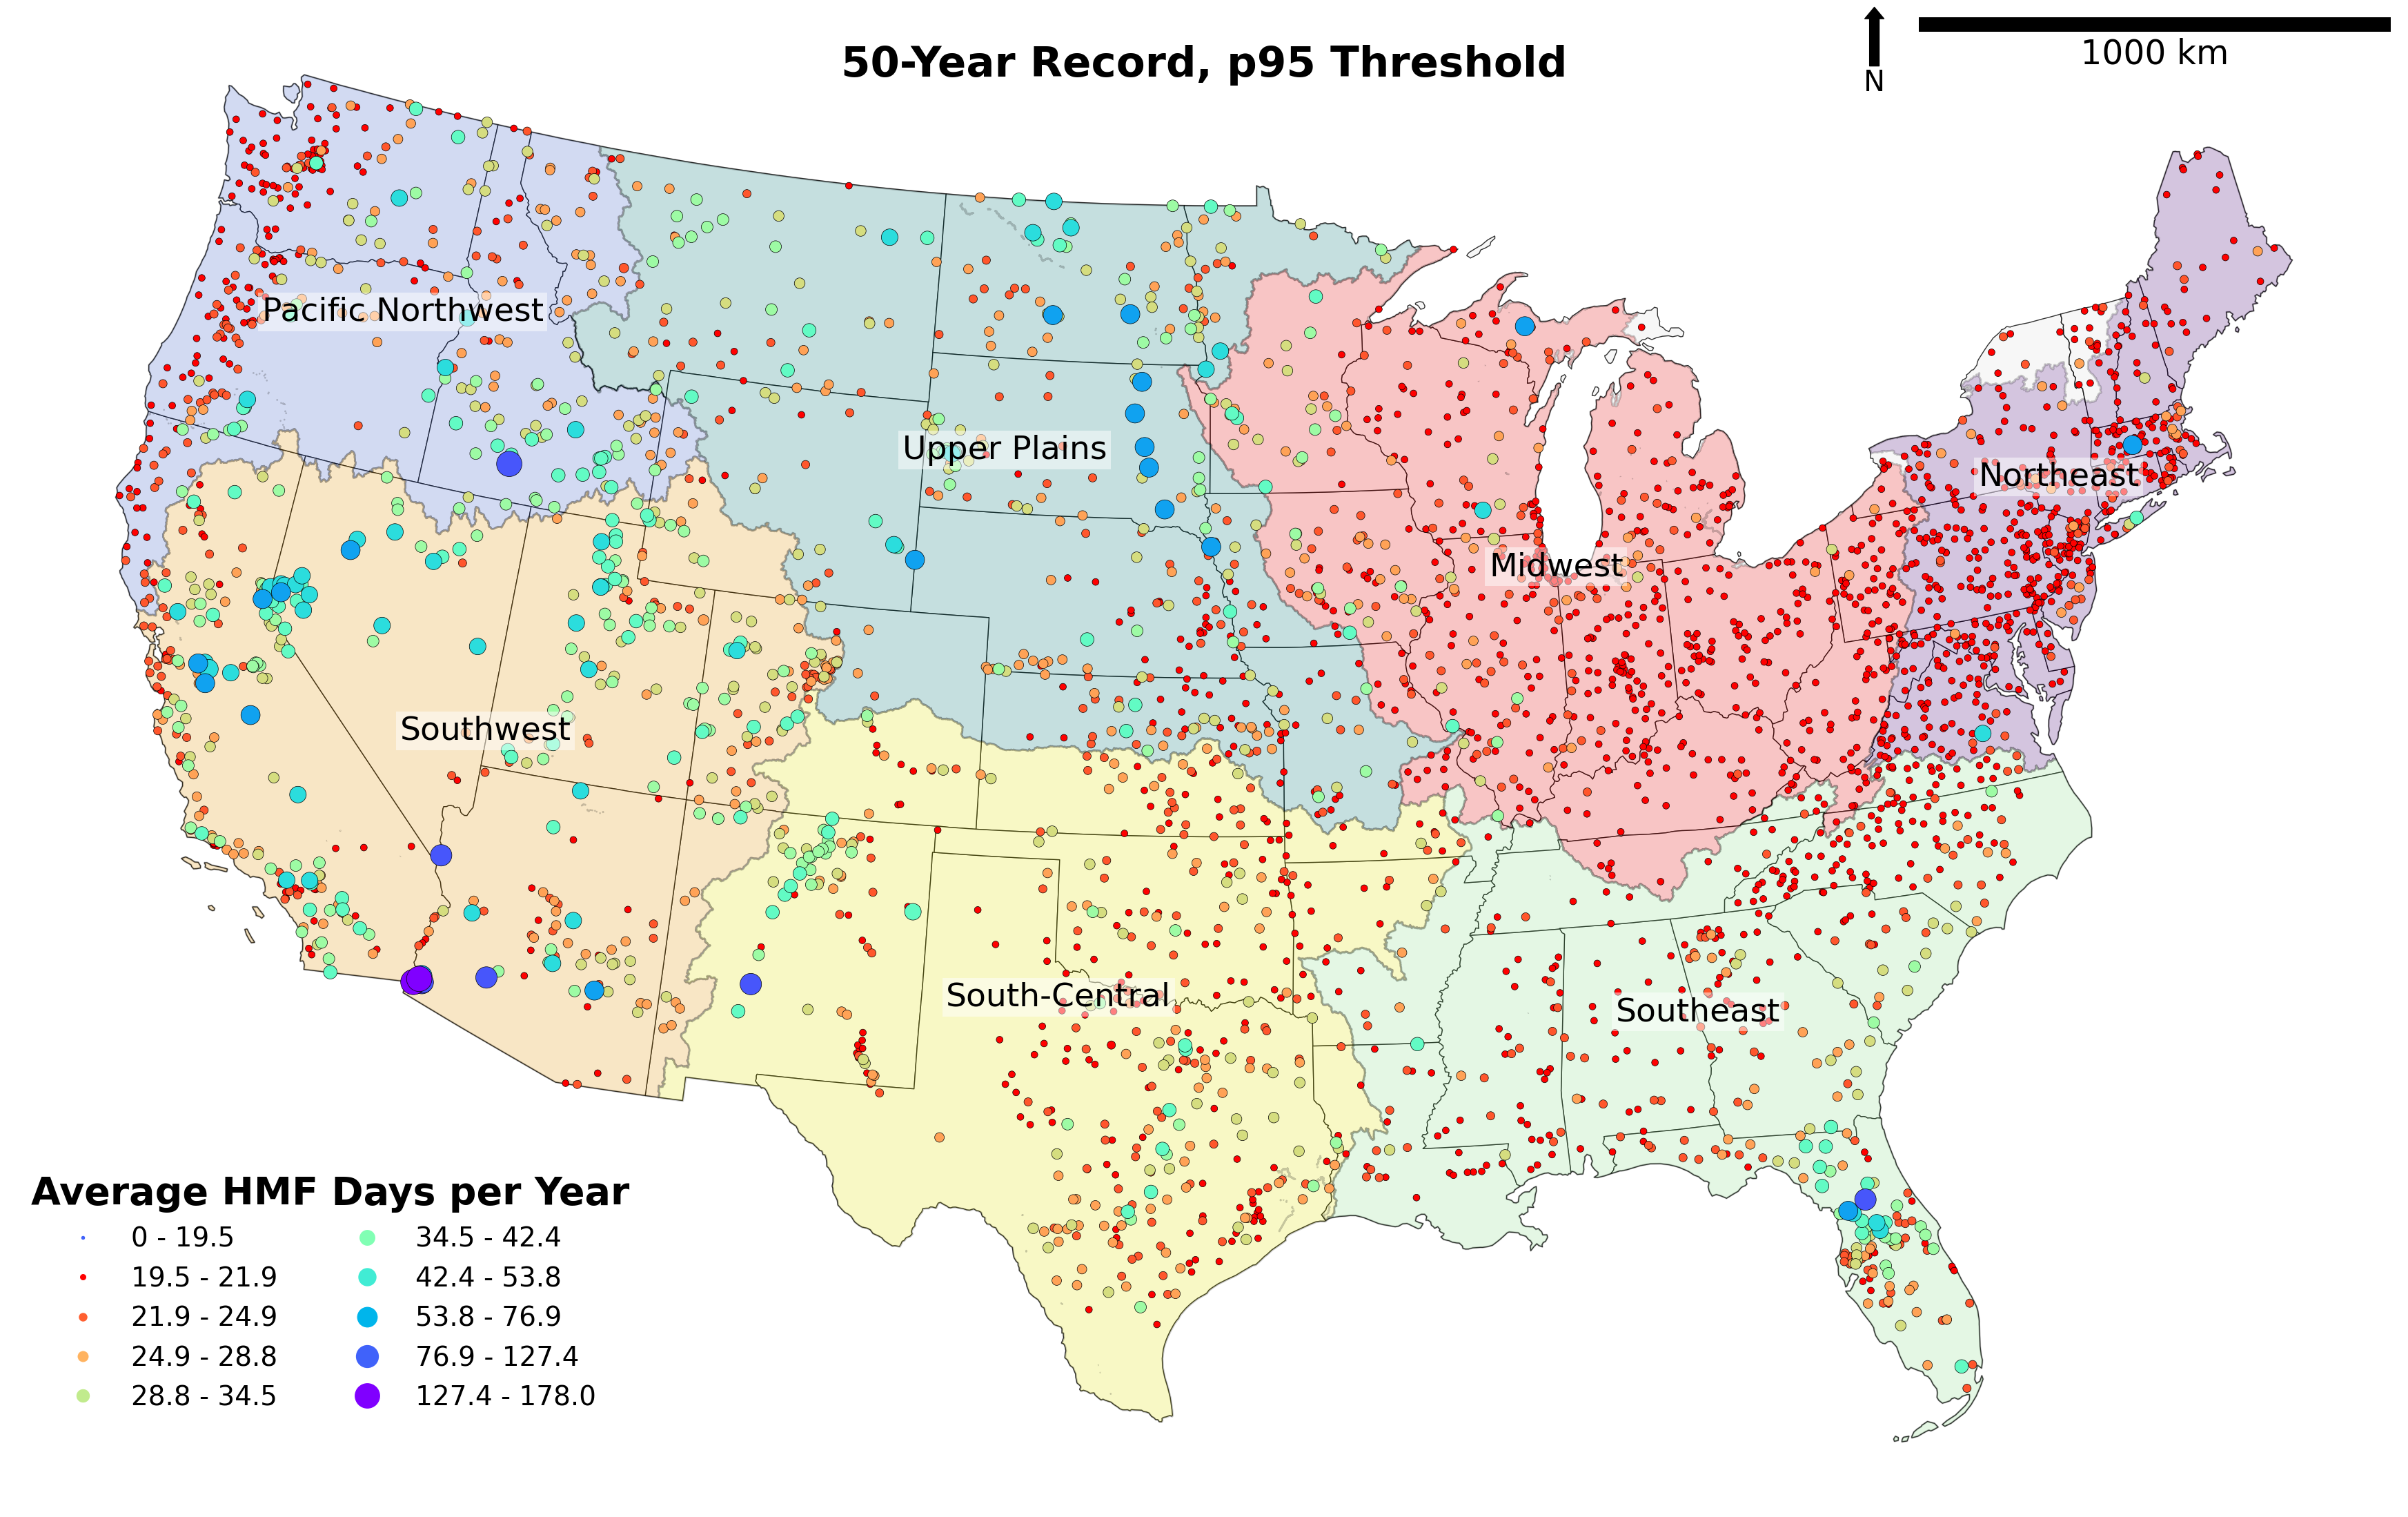 50-Year Record, p95 Threshold
N
1000 km
Pacific Northwest
Upper Plains
Northeast
Midwest
Southwest
South-Central
Southeast
Average HMF Days per Year
0 - 19.5
19.5 - 21.9
21.9 - 24.9
24.9 - 28.8
28.8 - 34.5
34.5 - 42.4
42.4 - 53.8
53.8 - 76.9
76.9 - 127.4
127.4 - 178.0